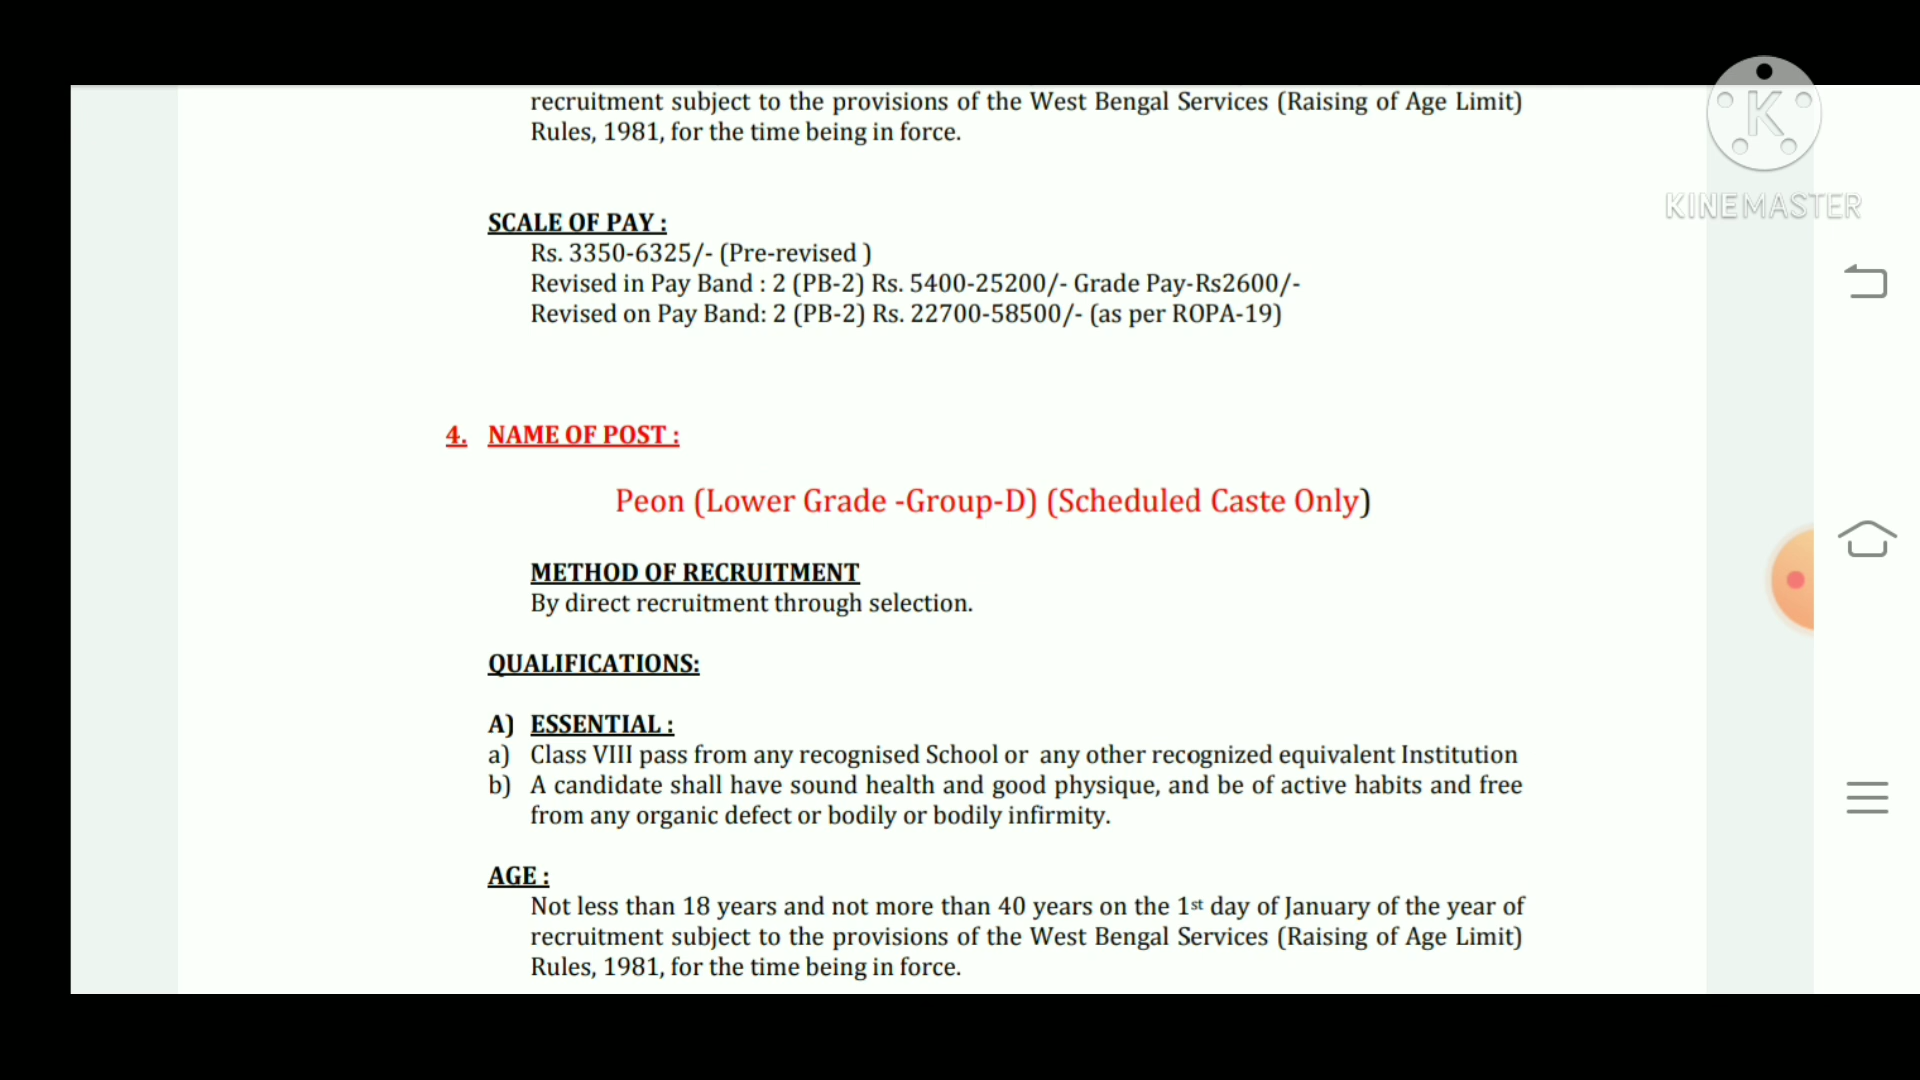 recruitment subject to the provisions of the West Bengal Services (Raising of Age Limit)
Rules, 1981, for the time being in force.
SCALE OF PAY :
Rs. 3350-6325/- (Pre-revised )
Revised in Pay Band : 2 (PB-2) Rs. 5400-25200/- Grade Pay-Rs2600/-
Revised on Pay Band: 2 (PB-2) Rs. 22700-58500/- (as per ROPA-19)
4. NAME OF POST :
Peon (Lower Grade -Group-D) (Scheduled Caste Only)
METHOD OF RECRUITMENT
By direct recruitment through selection.
QUALIFICATIONS:
A) ESSENTIAL :
a) Class VIII pass from any recognised School or any other recognized equivalent Institution
b) A candidate shall have sound health and good physique, and be of active habits and free
from any organic defect or bodily or bodily infirmity.
AGE :
Not less than 18 years and not more than 40 years on the 1st day of January of the year of
recruitment subject to the provisions of the West Bengal Services (Raising of Age Limit)
Rules, 1981, for the time being in force.
K
KINEMASTER